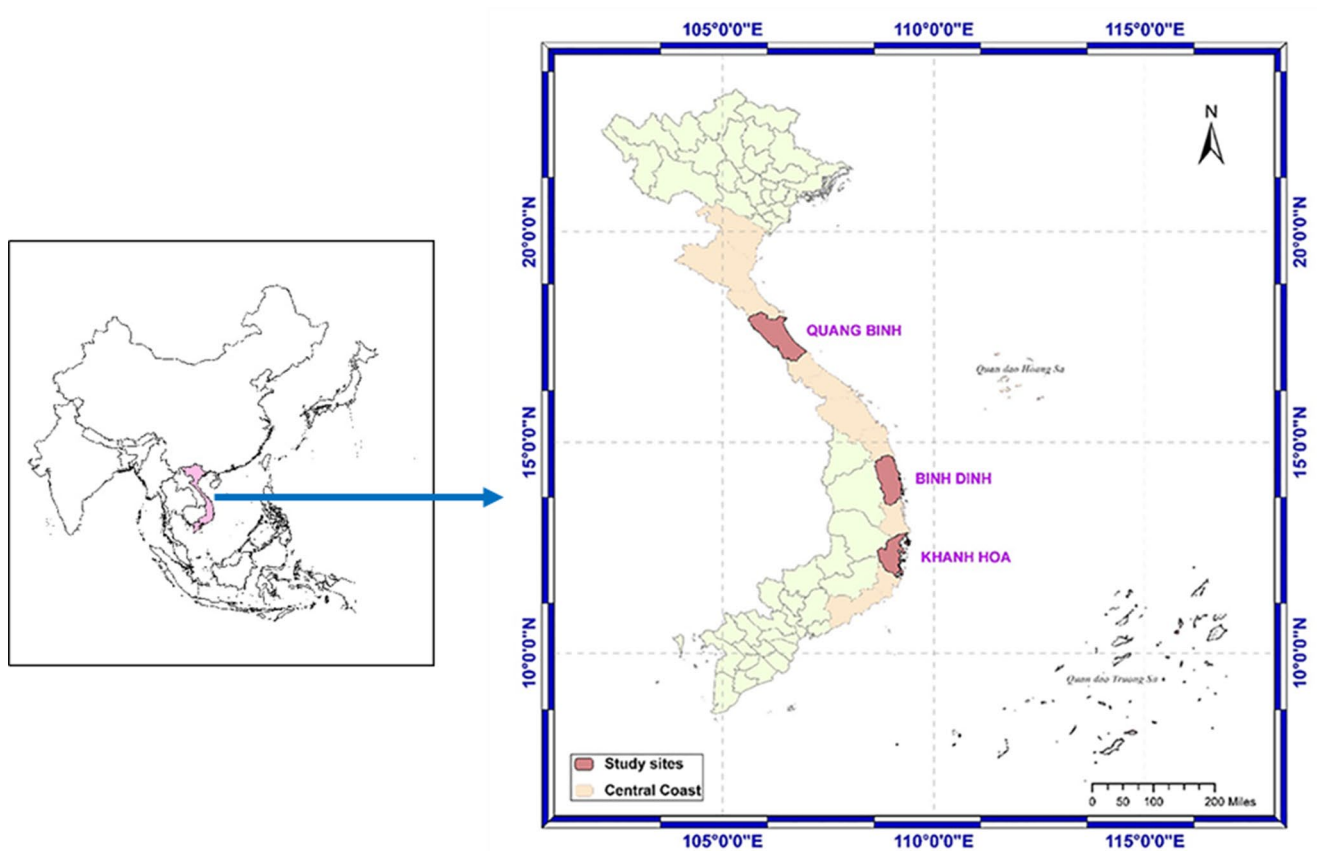 105°0'0"E 110°0'0"E 115°0'0"E
N
20°0'0"N 20°0'0"N
QUANG BINH
Quan dao Hoang Sa
15°0'0"N 15°0'0"N
BINH DINH
KHANH HOA
10°0'0"N 10°0'0"N
Quan dao Truong Sa
Study sites
Central Coast
0 50 100 200 Miles
105°0'0"E 110°0'0"E 115°0'0"E